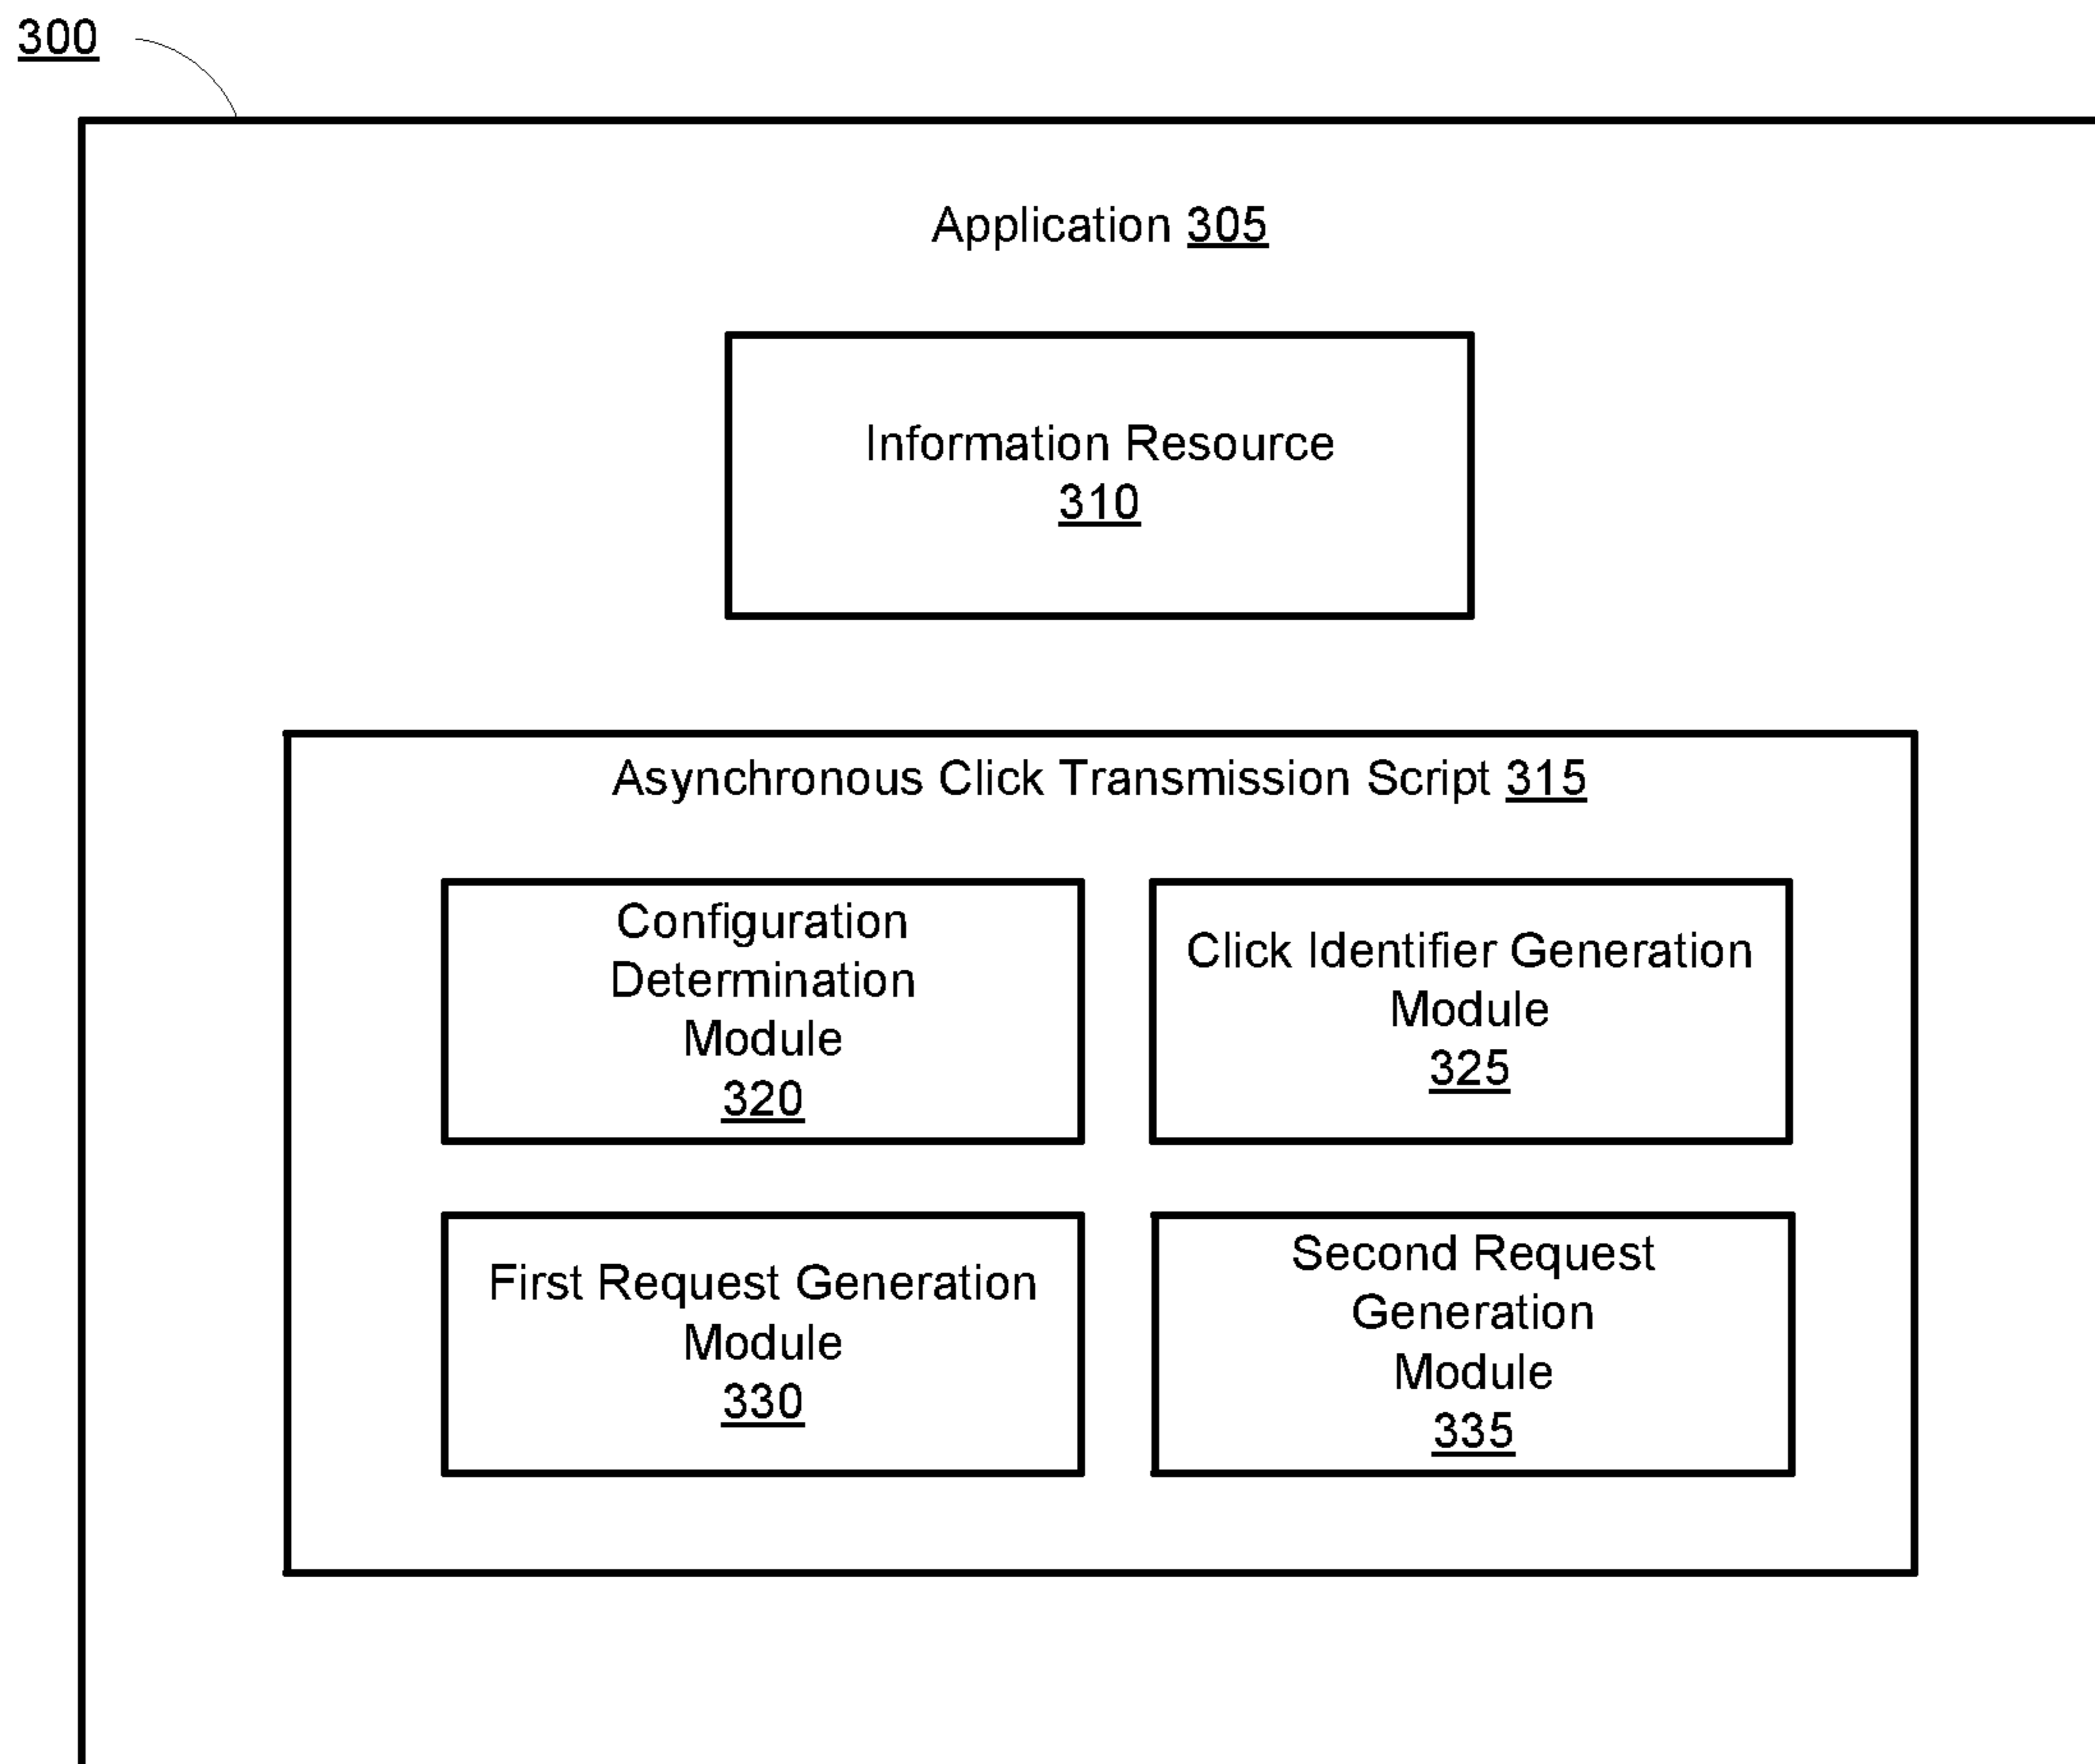 300
Application 305
Information Resource
310
Asynchronous Click Transmission Script 315
Configuration
Determination
Module
320
Click Identifier Generation
Module
325
First Request Generation
Module
330
Second Request
Generation
Module
335